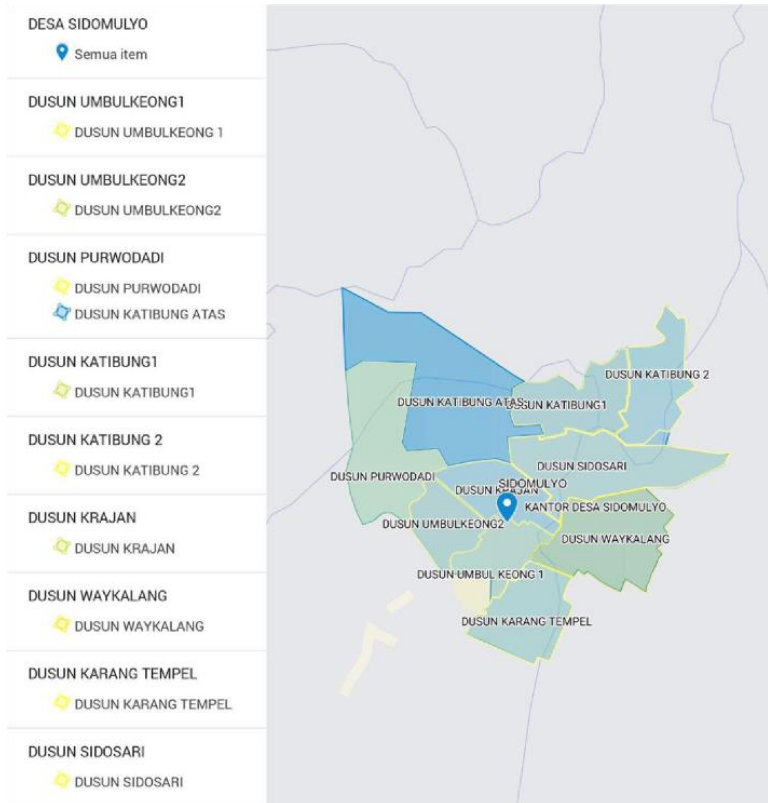 DESA SIDOMULYO
Semua item
DUSUN UMBULKEONG1
DUSUN UMBULKEONG 1
DUSUN UMBULKEONG2
DUSUN UMBULKEONG2
DUSUN PURWODADI
DUSUN PURWODADI
DUSUN KATIBUNG ATAS
DUSUN KATIBUNG1
DUSUN KATIBUNG1
DUSUN KATIBUNG 2
DUSUN KATIBUNG 2
DUSUN KRAJAN
DUSUN KRAJAN
DUSUN WAYKALANG
DUSUN WAYKALANG
DUSUN KARANG TEMPEL
DUSUN KARANG TEMPEL
DUSUN SIDOSARI
DUSUN SIDOSARI
DUSUN KATIBUNG 2
DUSUN KATIBUNG ATAS
DUSUN KATIBUNG1
DUSUN SIDOSARI
DUSUN PURWODADI
SIDOMULYO
DUSUN KRAJAN
KANTOR DESA SIDOMULYO
DUSUN UMBULKEONG2
DUSUN WAYKALANG
DUSUN UMBUL KEONG 1
DUSUN KARANG TEMPEL